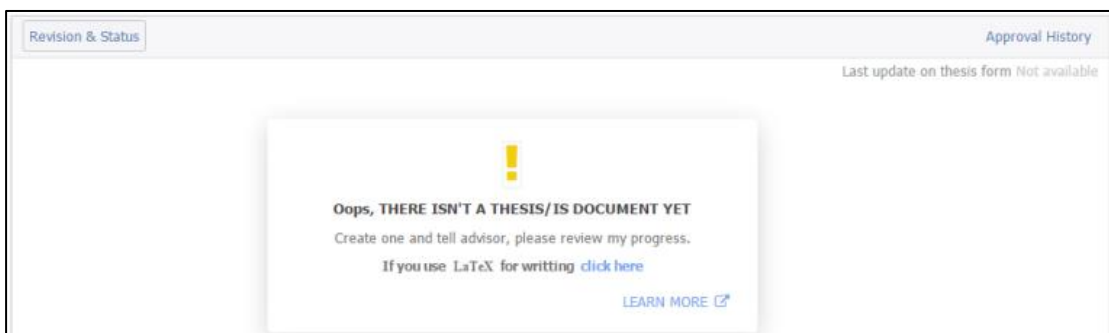 Revision & Status
Approval History
Last update on thesis form Not available
!
Oops, THERE ISN'T A THESIS/IS DOCUMENT YET
Create one and tell advisor, please review my progress.
If you use LaTeX for writting click here
LEARN MORE